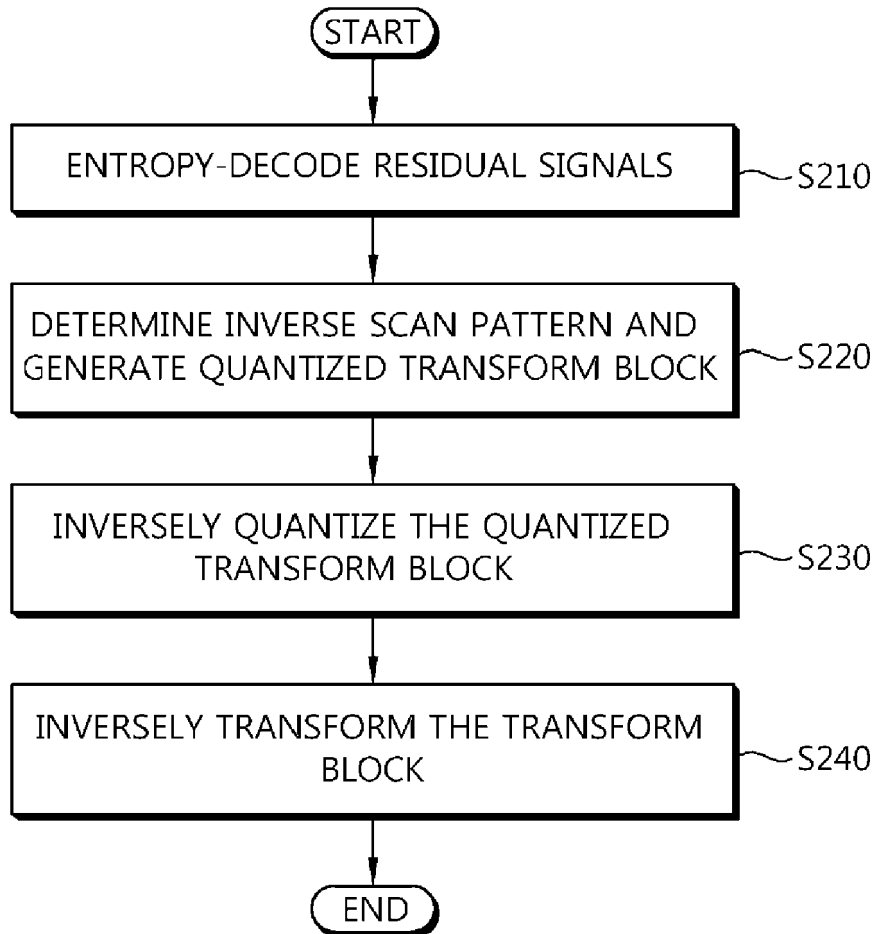 START
ENTROPY-DECODE RESIDUAL SIGNALS
S210
DETERMINE INVERSE SCAN PATTERN AND
GENERATE QUANTIZED TRANSFORM BLOCK
S220
INVERSELY QUANTIZE THE QUANTIZED
TRANSFORM BLOCK
S230
INVERSELY TRANSFORM THE TRANSFORM
BLOCK
S240
END